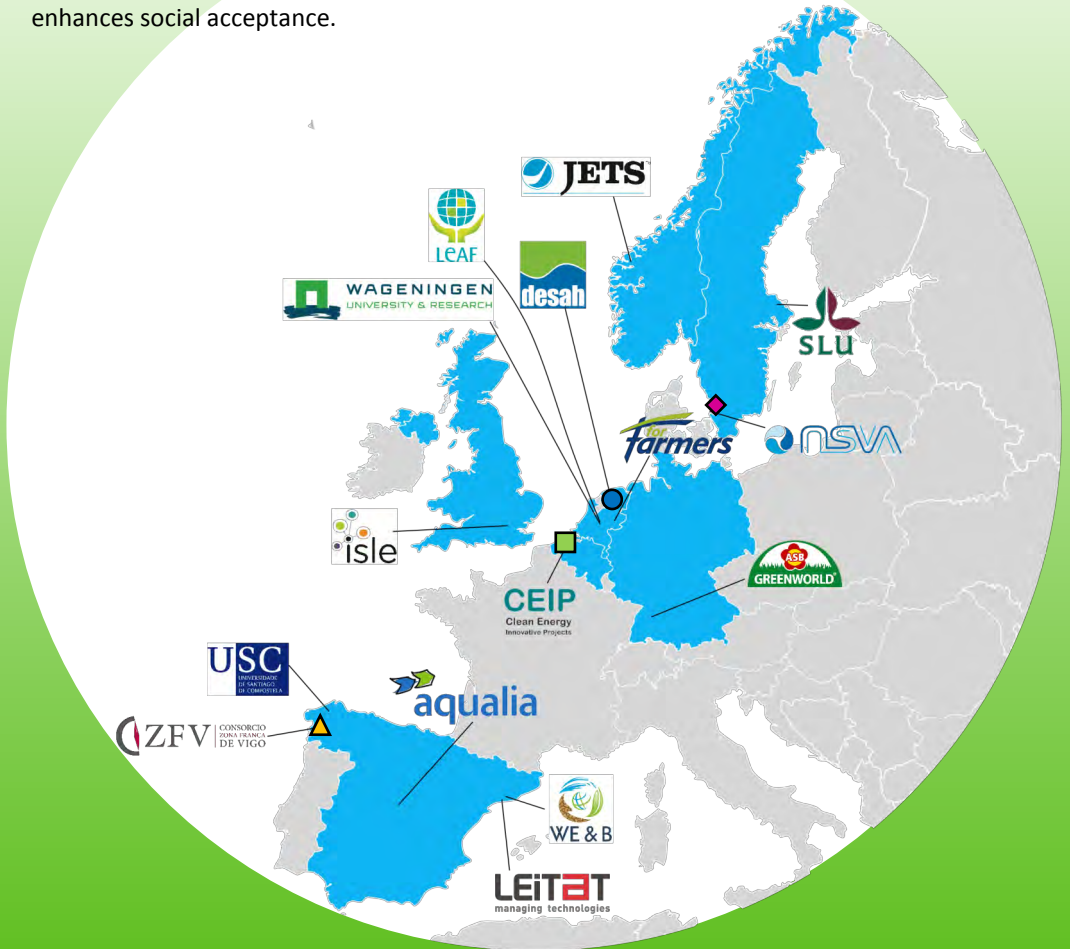 enhances social acceptance.
JETS
LeAF
WAGENINGEN
UNIVERSITY & RESEARCH
desah
SLU
for
farmers
NSVA
isle
CEIP
Clean Energy
Innovative Projects
ASB
GREENWORLD
USC
UNIVERSIDADE
DE SANTIAGO
DE COMPOSTELA
aqualia
ZFV
CONSORCIO
ZONA FRANCA
DE VIGO
WE & B
LEITAT
managing technologies